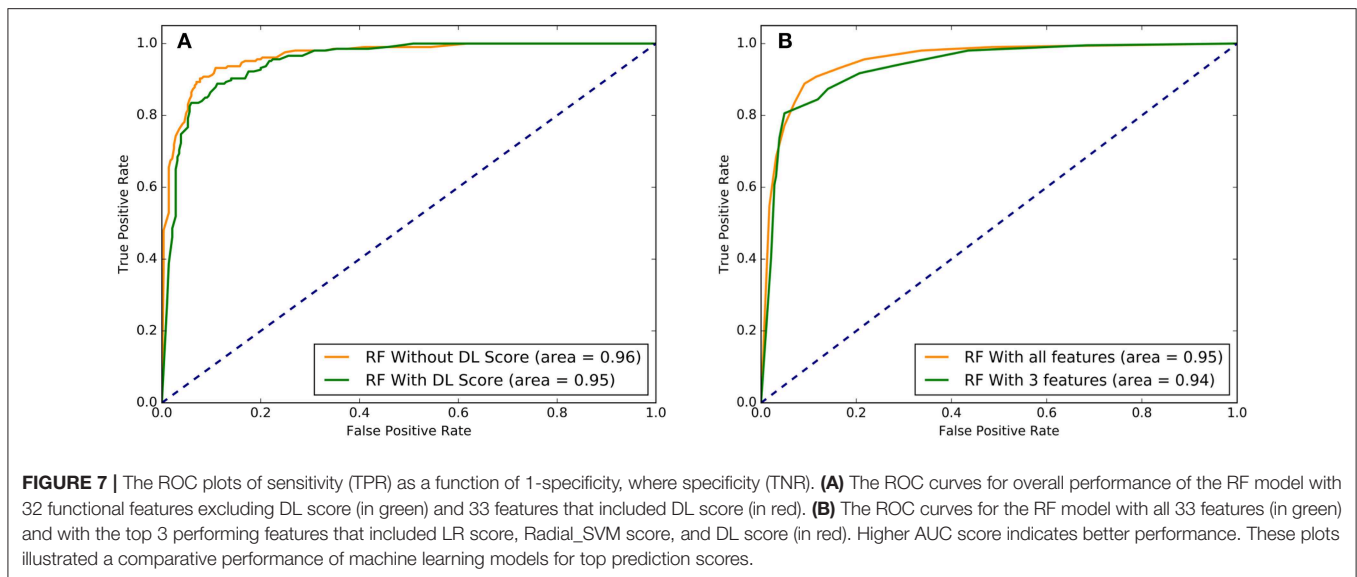 A
1.0
0.8
0.6
0.4
0.2
0.0
True Positive Rate
0.0 0.2 0.4 0.6 0.8 1.0
False Positive Rate
RF Without DL Score (area = 0.96)
RF With DL Score (area = 0.95)
B
1.0
0.8
0.6
0.4
0.2
0.0
True Positive Rate
0.0 0.2 0.4 0.6 0.8 1.0
False Positive Rate
RF With all features (area = 0.95)
RF With 3 features (area = 0.94)
FIGURE 7 | The ROC plots of sensitivity (TPR) as a function of 1-specificity, where specificity (TNR). (A) The ROC curves for overall performance of the RF model with
32 functional features excluding DL score (in green) and 33 features that included DL score (in red). (B) The ROC curves for the RF model with all 33 features (in green)
and with the top 3 performing features that included LR score, Radial_SVM score, and DL score (in red). Higher AUC score indicates better performance. These plots
illustrated a comparative performance of machine learning models for top prediction scores.